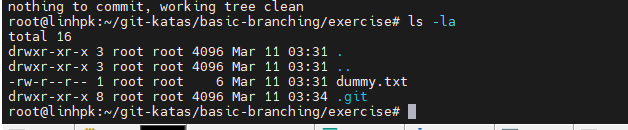 nothing to commit, working tree clean
root@linhpk:~/git-katas/basic-branching/exercise# ls -la
total 16
drwxr-xr-x 3 root root 4096 Mar 11 03:31 .
drwxr-xr-x 3 root root 4096 Mar 11 03:31 ..
-rw-r--r-- 1 root root    6 Mar 11 03:31 dummy.txt
drwxr-xr-x 8 root root 4096 Mar 11 03:34 .git
root@linhpk:~/git-katas/basic-branching/exercise#